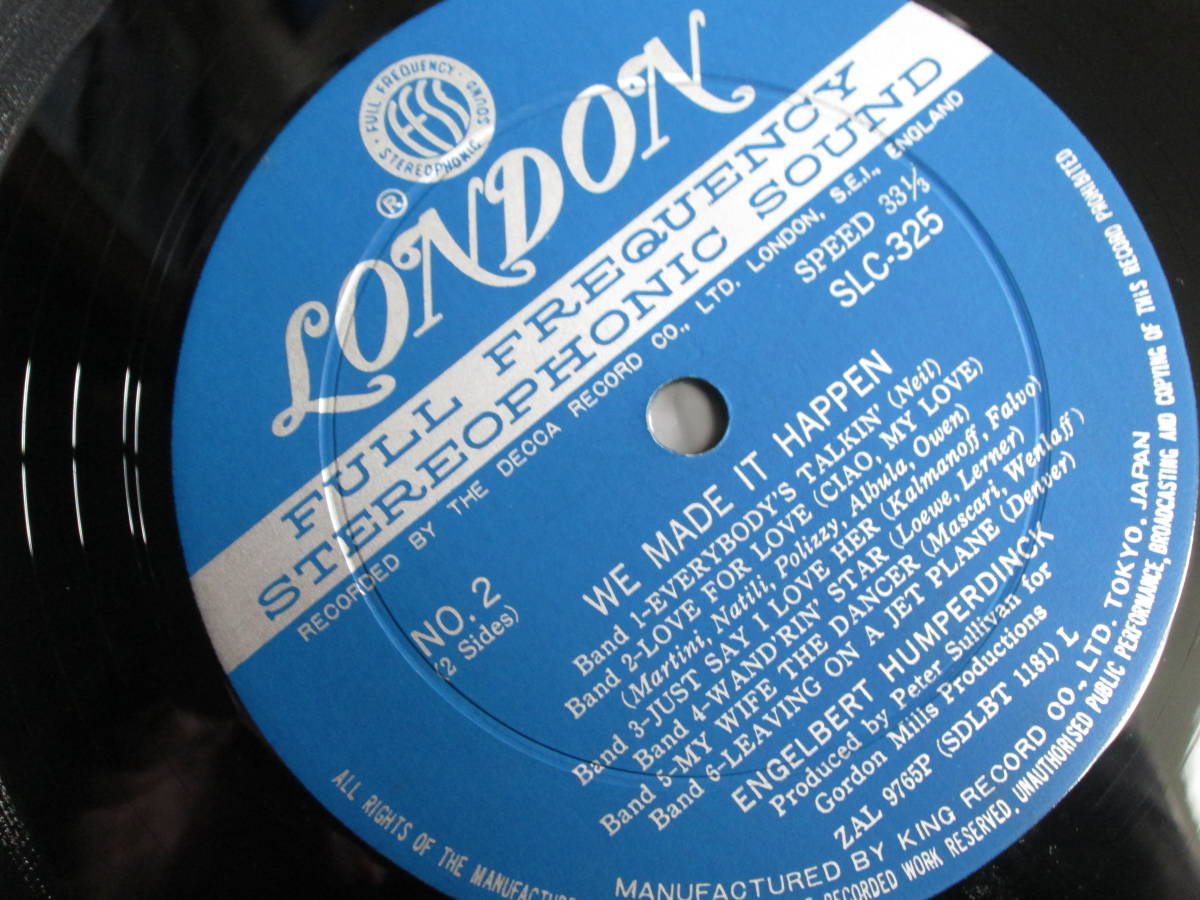 FULL FREQUENCY · STEREOPHONIC SOUND ·
FFSS
®
LONDON
FULL FREQUENCY
STEREOPHONIC SOUND
RECORDED BY THE DECCA RECORD CO., LTD. LONDON, S.E.I., ENGLAND
SPEED 33⅓
SLC-325
NO. 2
(2 Sides)
WE MADE IT HAPPEN
Band 1-EVERYBODY'S TALKIN' (Neil)
Band 2-LOVE FOR LOVE (CIAO, MY LOVE)
(Martini, Natili, Polizzy, Albula, Owen)
Band 3-JUST SAY I LOVE HER (Kalmanoff, Falvo)
Band 4-WAND'RIN' STAR (Loewe, Lerner)
Band 5-MY WIFE THE DANCER (Mascari, Wenlaff)
Band 6-LEAVING ON A JET PLANE (Denver)
ENGELBERT HUMPERDINCK
Produced by Peter Sullivan for
Gordon Mills Productions
ZAL 9765P (SDLBT 1181) L
MANUFACTURED BY KING RECORD CO., LTD. TOKYO. JAPAN
ALL RIGHTS OF THE MANUFACTURE
RECORDED WORK RESERVED, UNAUTHORISED PUBLIC PERFORMANCE, BROADCASTING AND COPYING OF THIS RECORD PROHIBITED